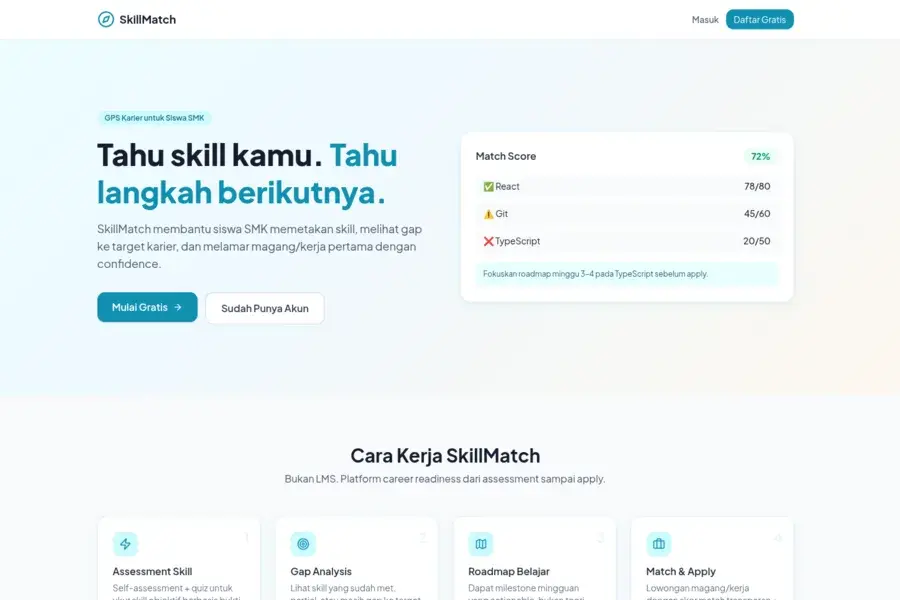 SkillMatch
Masuk
Daftar Gratis
GPS Karier untuk Siswa SMK
Tahu skill kamu. Tahu
langkah berikutnya.
SkillMatch membantu siswa SMK memetakan skill, melihat gap
ke target karier, dan melamar magang/kerja pertama dengan
confidence.
Mulai Gratis →
Sudah Punya Akun
Match Score
72%
✅ React
78/80
⚠️ Git
45/60
❌ TypeScript
20/50
Fokuskan roadmap minggu 3-4 pada TypeScript sebelum apply.
Cara Kerja SkillMatch
Bukan LMS. Platform career readiness dari assessment sampai apply.
1
Assessment Skill
Self-assessment + quiz untuk
2
Gap Analysis
Lihat skill yang sudah met,
3
Roadmap Belajar
Dapat milestone mingguan
4
Match & Apply
Lowongan magang/kerja